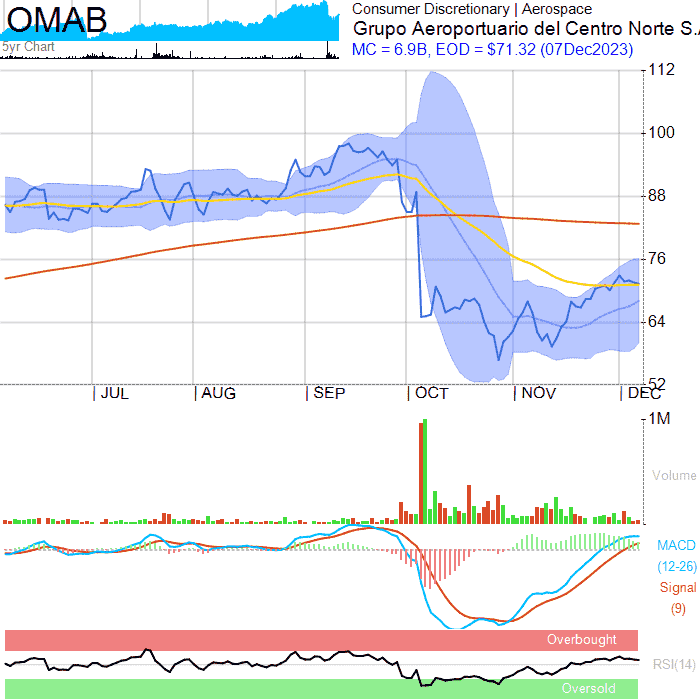 OMAB
5yr Chart
Consumer Discretionary | Aerospace
Grupo Aeroportuario del Centro Norte S.A
MC = 6.9B, EOD = $71.32 (07Dec2023)
112
100
88
76
64
52
JUL AUG SEP OCT NOV DEC
1M
Volume
MACD
(12-26)
Signal
(9)
Overbought
RSI(14)
Oversold